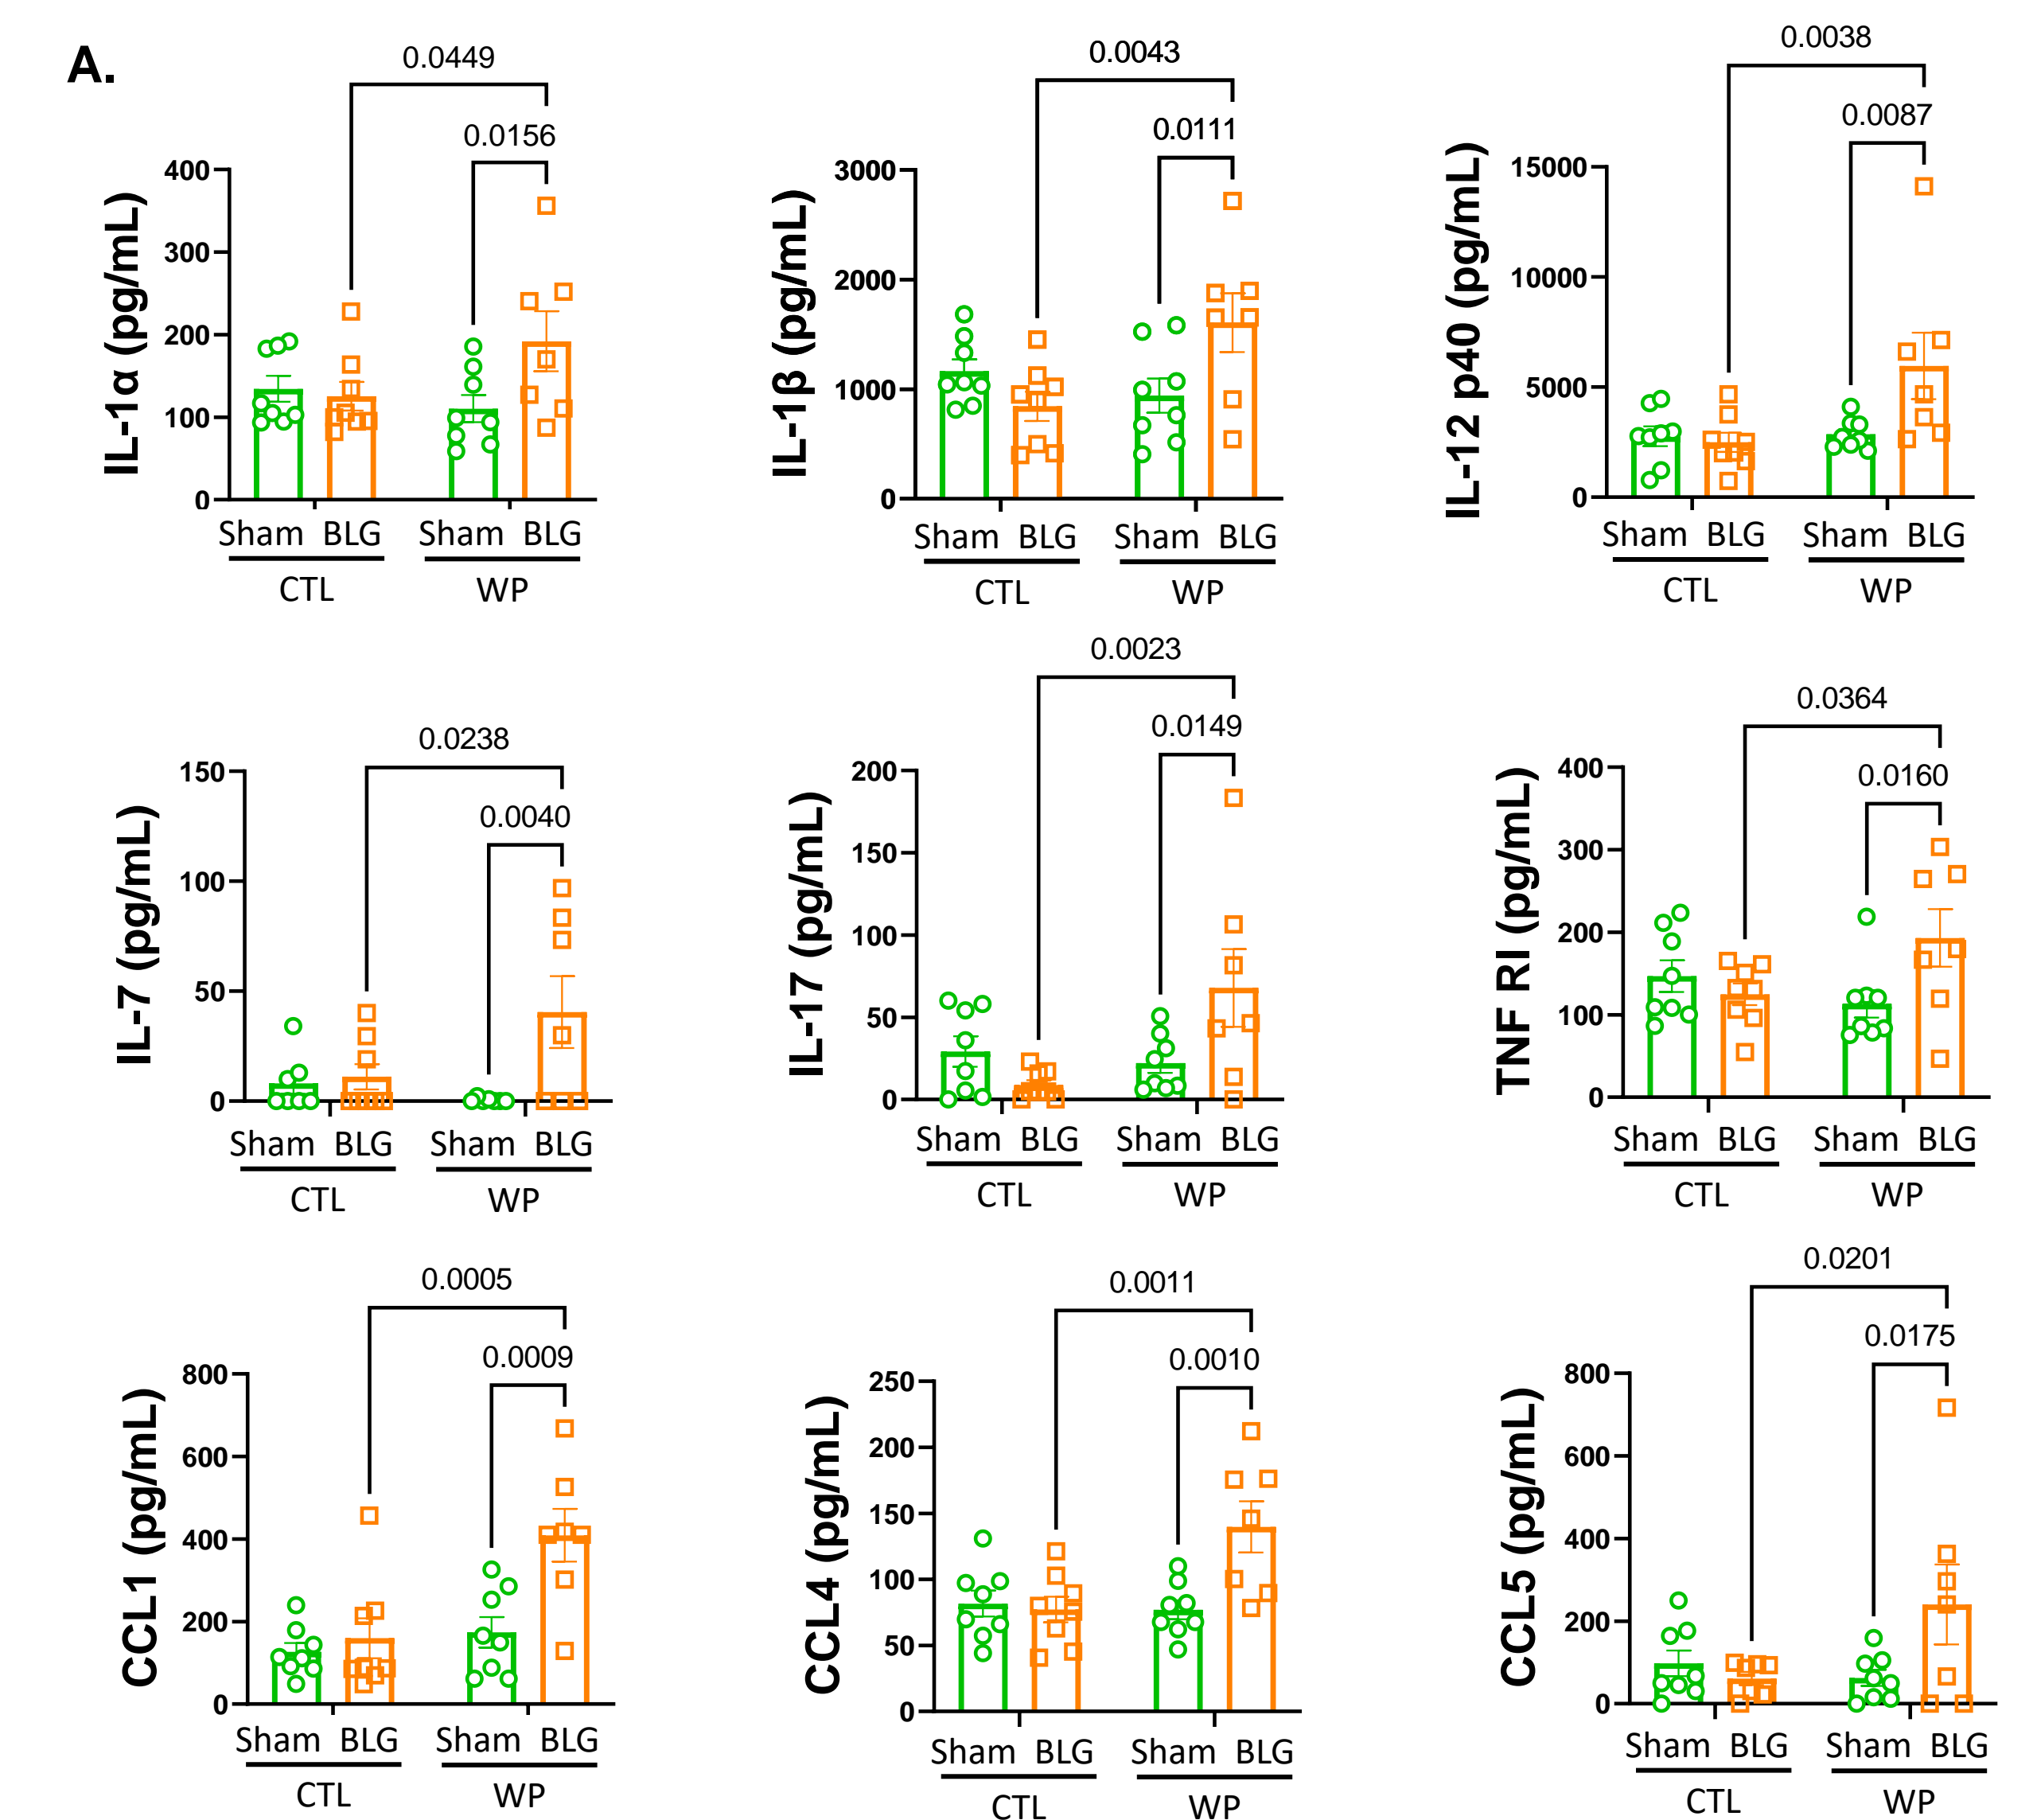 A.
0.0449
0.0156
IL-1α (pg/mL)
400
300
200
100
0
Sham BLG Sham BLG
CTL WP
0.0043
0.0111
IL-1β (pg/mL)
3000
2000
1000
0
Sham BLG Sham BLG
CTL WP
0.0038
0.0087
IL-12 p40 (pg/mL)
15000
10000
5000
0
Sham BLG Sham BLG
CTL WP
0.0238
0.0040
IL-7 (pg/mL)
150
100
50
0
Sham BLG Sham BLG
CTL WP
0.0023
0.0149
IL-17 (pg/mL)
200
150
100
50
0
Sham BLG Sham BLG
CTL WP
0.0364
0.0160
TNF RI (pg/mL)
400
300
200
100
0
Sham BLG Sham BLG
CTL WP
0.0005
0.0009
CCL1 (pg/mL)
800
600
400
200
0
Sham BLG Sham BLG
CTL WP
0.0011
0.0010
CCL4 (pg/mL)
250
200
150
100
50
0
Sham BLG Sham BLG
CTL WP
0.0201
0.0175
CCL5 (pg/mL)
800
600
400
200
0
Sham BLG Sham BLG
CTL WP